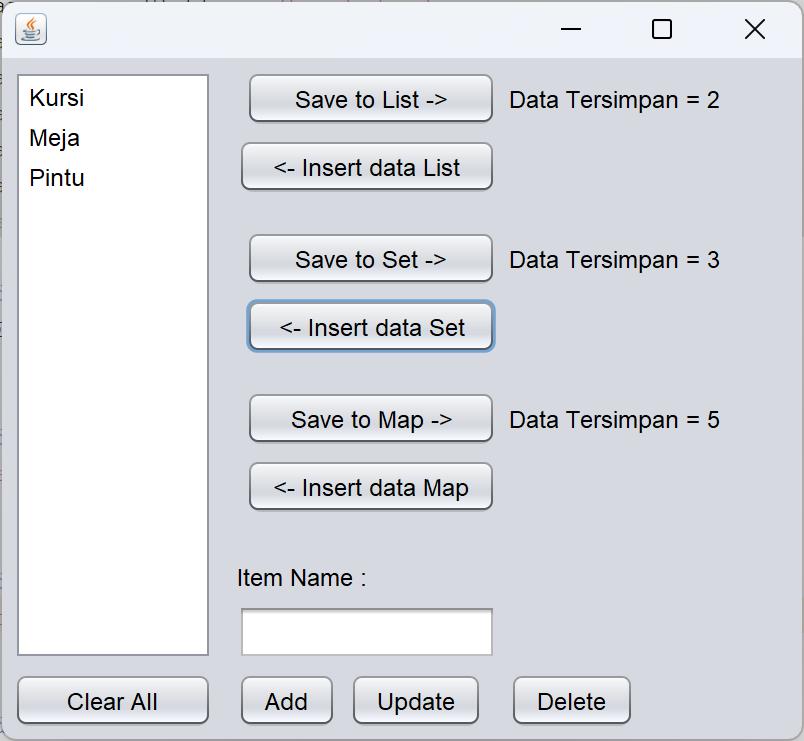 Kursi
Meja
Pintu
Save to List ->
Data Tersimpan = 2
<- Insert data List
Save to Set ->
Data Tersimpan = 3
<- Insert data Set
Save to Map ->
Data Tersimpan = 5
<- Insert data Map
Item Name :
Clear All
Add
Update
Delete